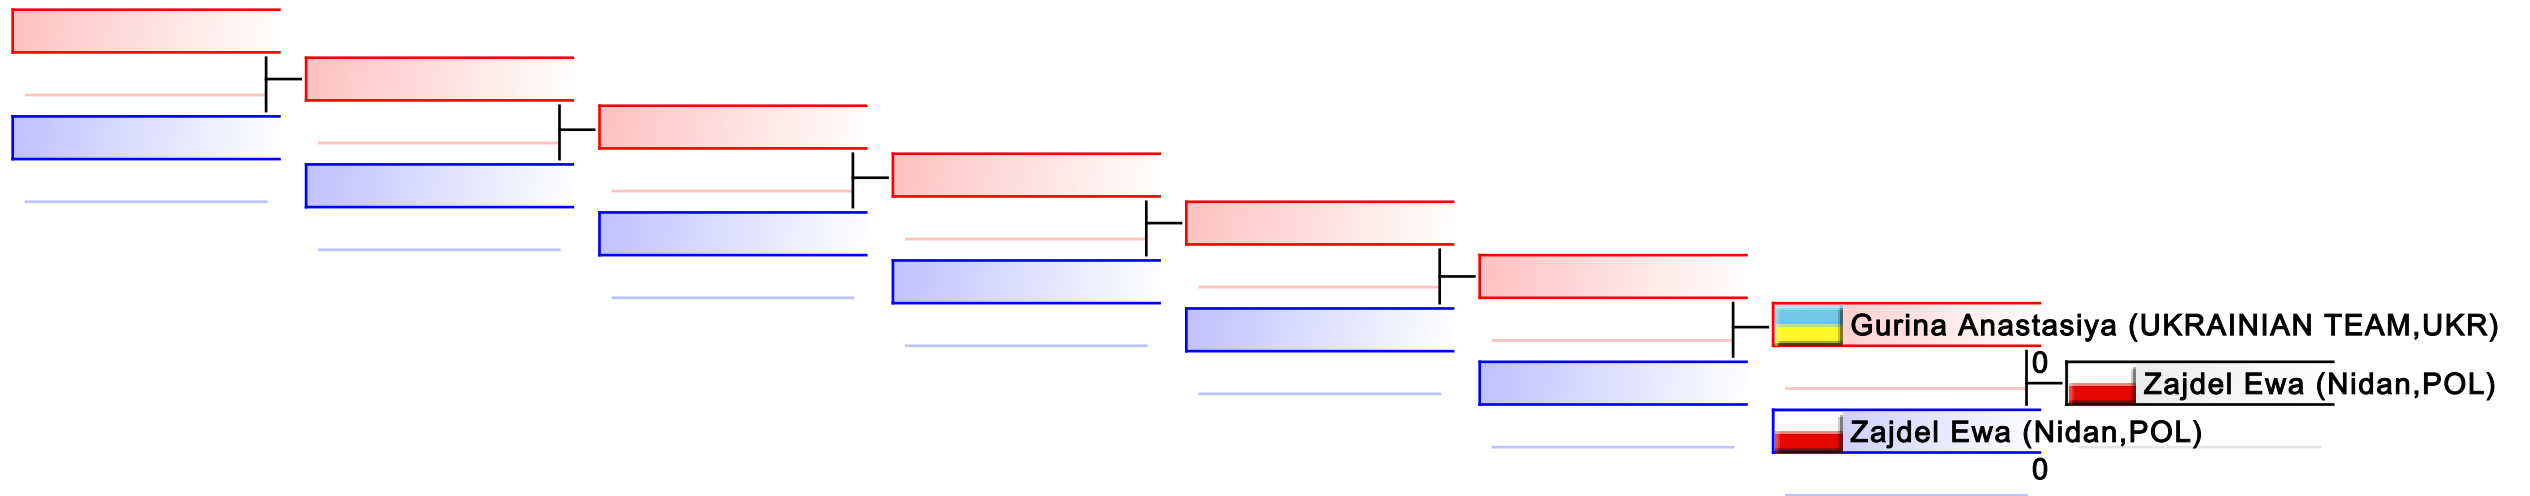 Gurina Anastasiya (UKRAINIAN TEAM,UKR)
0
Zajdel Ewa (Nidan,POL)
Zajdel Ewa (Nidan,POL)
0